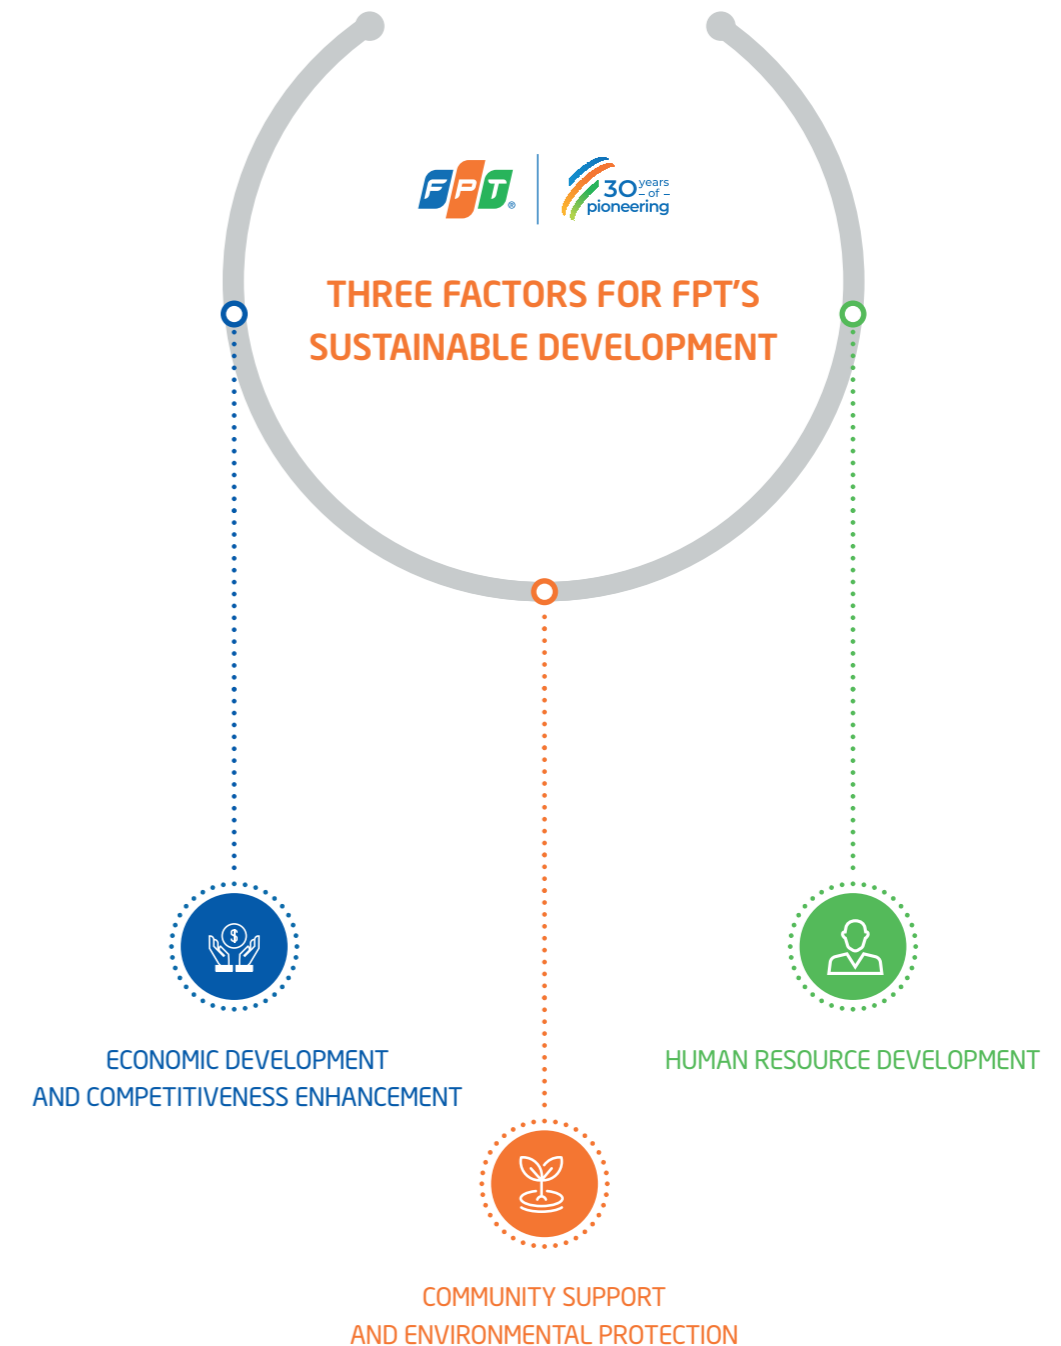 FPT®
30 years
of
pioneering
THREE FACTORS FOR FPT'S
SUSTAINABLE DEVELOPMENT
$
ECONOMIC DEVELOPMENT
AND COMPETITIVENESS ENHANCEMENT
HUMAN RESOURCE DEVELOPMENT
COMMUNITY SUPPORT
AND ENVIRONMENTAL PROTECTION